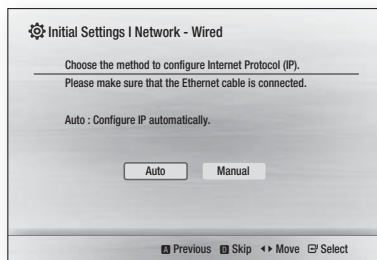 Initial Settings I Network - Wired
Choose the method to configure Internet Protocol (IP).
Please make sure that the Ethernet cable is connected.
Auto : Configure IP automatically.
Auto Manual
A Previous D Skip Move Select